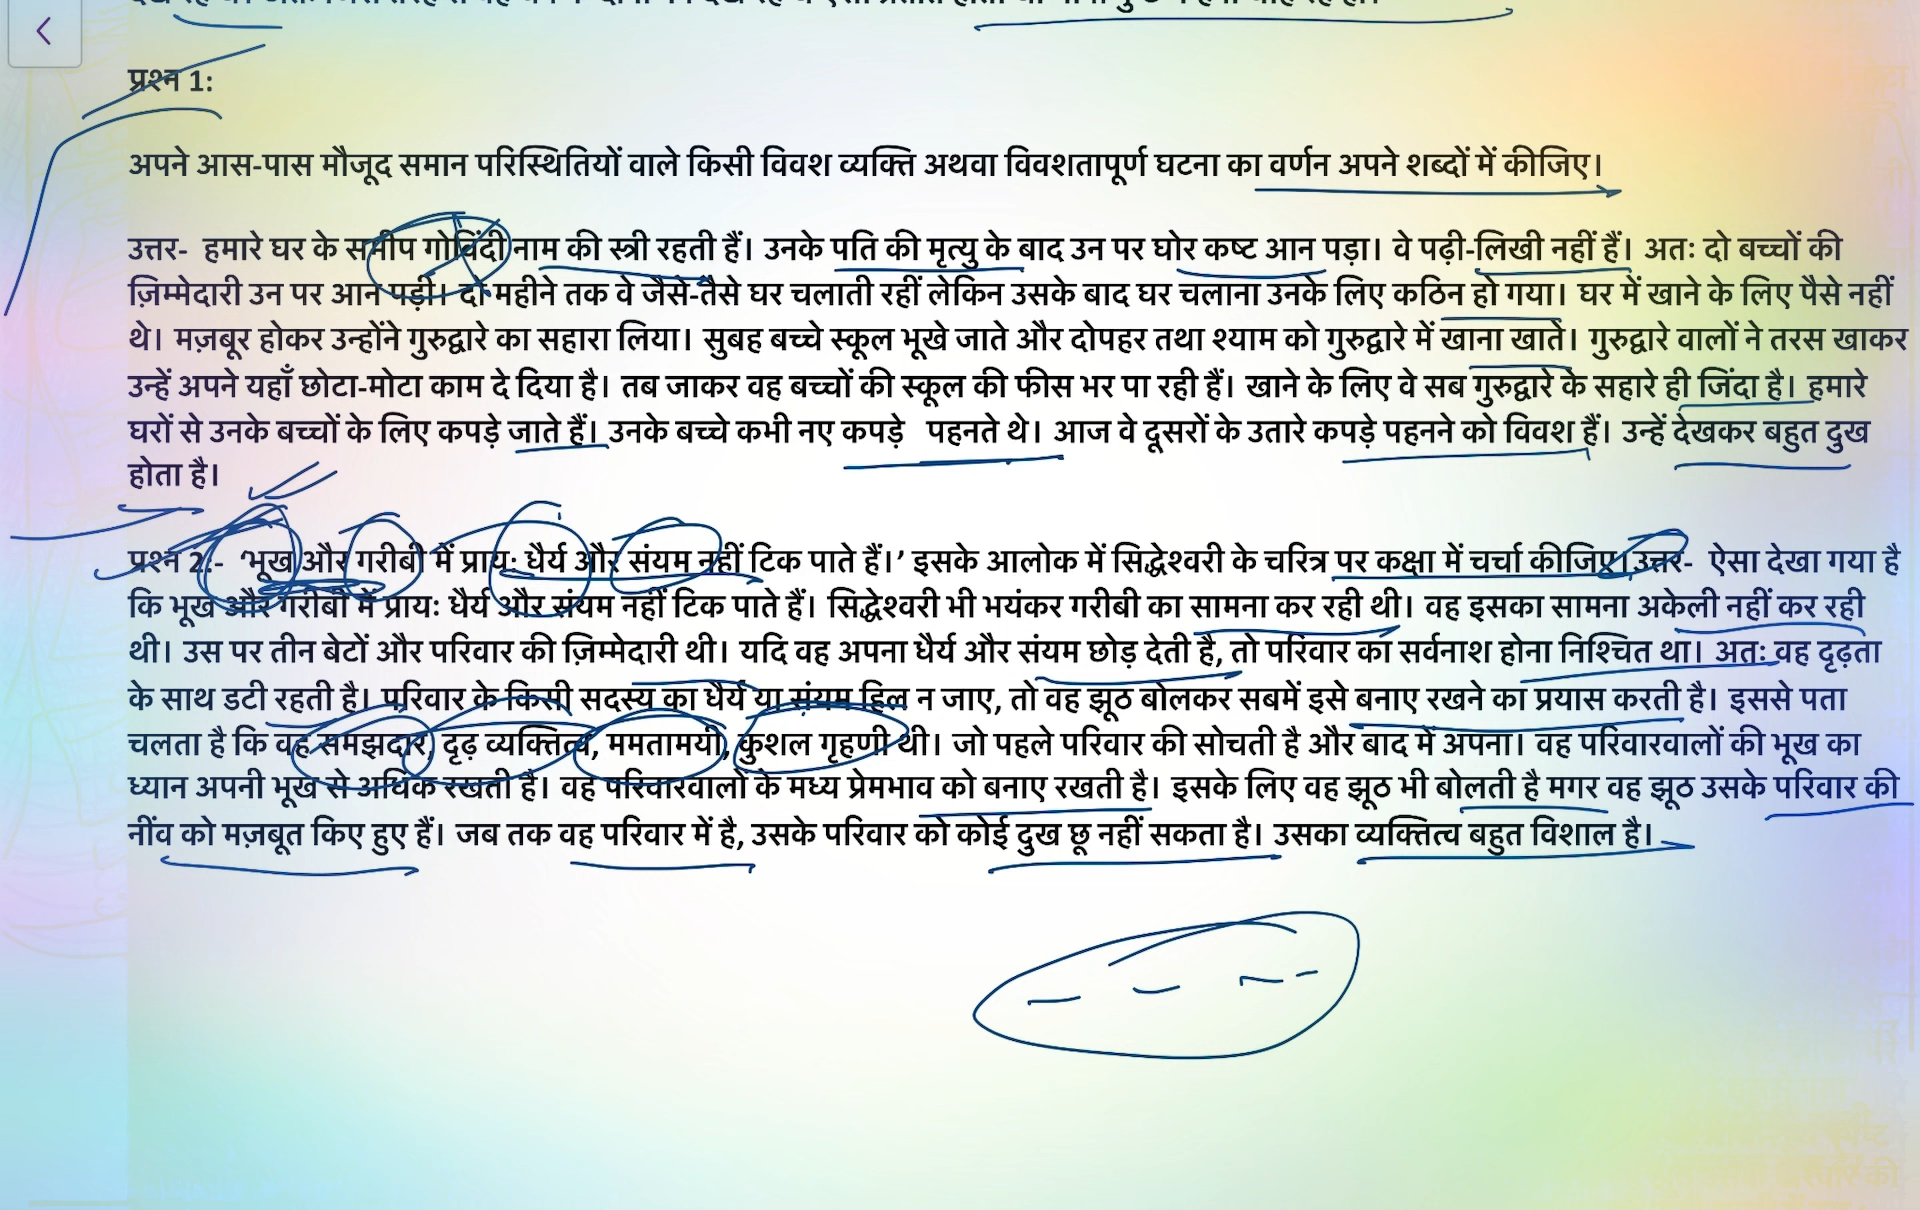 प्रश्न 1:
अपने आस-पास मौजूद समान परिस्थितियों वाले किसी विवश व्यक्ति अथवा विवशतापूर्ण घटना का वर्णन अपने शब्दों में कीजिए।
उत्तर- हमारे घर के समीप गोविंदी नाम की स्त्री रहती हैं। उनके पति की मृत्यु के बाद उन पर घोर कष्ट आन पड़ा। वे पढ़ी-लिखी नहीं हैं। अतः दो बच्चों की
ज़िम्मेदारी उन पर आन पड़ी। दो महीने तक वे जैसे-तैसे घर चलाती रहीं लेकिन उसके बाद घर चलाना उनके लिए कठिन हो गया। घर में खाने के लिए पैसे नहीं
थे। मज़बूर होकर उन्होंने गुरुद्वारे का सहारा लिया। सुबह बच्चे स्कूल भूखे जाते और दोपहर तथा श्याम को गुरुद्वारे में खाना खाते। गुरुद्वारे वालों ने तरस खाकर
उन्हें अपने यहाँ छोटा-मोटा काम दे दिया है। तब जाकर वह बच्चों की स्कूल की फीस भर पा रही हैं। खाने के लिए वे सब गुरुद्वारे के सहारे ही जिंदा है। हमारे
घरों से उनके बच्चों के लिए कपड़े जाते हैं। उनके बच्चे कभी नए कपड़े पहनते थे। आज वे दूसरों के उतारे कपड़े पहनने को विवश हैं। उन्हें देखकर बहुत दुख
होता है।
प्रश्न 2:- ‘भूख और गरीबी में प्रायः धैर्य और संयम नहीं टिक पाते हैं।’ इसके आलोक में सिद्धेश्वरी के चरित्र पर कक्षा में चर्चा कीजिए।उत्तर- ऐसा देखा गया है
कि भूख और गरीबी में प्रायः धैर्य और संयम नहीं टिक पाते हैं। सिद्धेश्वरी भी भयंकर गरीबी का सामना कर रही थी। वह इसका सामना अकेली नहीं कर रही
थी। उस पर तीन बेटों और परिवार की ज़िम्मेदारी थी। यदि वह अपना धैर्य और संयम छोड़ देती है, तो परिवार का सर्वनाश होना निश्चित था। अतः वह दृढ़ता
के साथ डटी रहती है। परिवार के किसी सदस्य का धैर्य या संयम हिल न जाए, तो वह झूठ बोलकर सबमें इसे बनाए रखने का प्रयास करती है। इससे पता
चलता है कि वह समझदार, दृढ़ व्यक्तित्व, ममतामयी, कुशल गृहणी थी। जो पहले परिवार की सोचती है और बाद में अपना। वह परिवारवालों की भूख का
ध्यान अपनी भूख से अधिक रखती है। वह परिवारवालों के मध्य प्रेमभाव को बनाए रखती है। इसके लिए वह झूठ भी बोलती है मगर वह झूठ उसके परिवार की
नींव को मज़बूत किए हुए हैं। जब तक वह परिवार में है, उसके परिवार को कोई दुख छू नहीं सकता है। उसका व्यक्तित्व बहुत विशाल है।